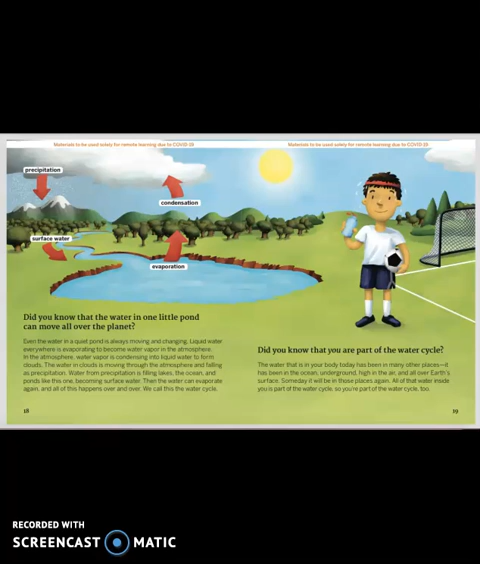 Materials to be used solely for remote learning due to COVID-19
Materials to be used solely for remote learning due to COVID-19
precipitation
condensation
surface water
evaporation
Did you know that the water in one little pond
can move all over the planet?
Even the water in a quiet pond is always moving and changing. Liquid water
everywhere is evaporating to become water vapor in the atmosphere.
In the atmosphere, water vapor is condensing into liquid water to form
clouds. The water in clouds is moving through the atmosphere and falling
as precipitation. Water from precipitation is filling lakes, the ocean, and
ponds like this one, becoming surface water. Then the water can evaporate
again, and all of this happens over and over. We call this the water cycle.
18
Did you know that you are part of the water cycle?
The water that is in your body today has been in many other places—it
has been in the ocean, underground, high in the air, and all over Earth's
surface. Someday it will be in those places again. All of that water inside
you is part of the water cycle, so you're part of the water cycle, too.
19
RECORDED WITH
SCREENCAST MATIC